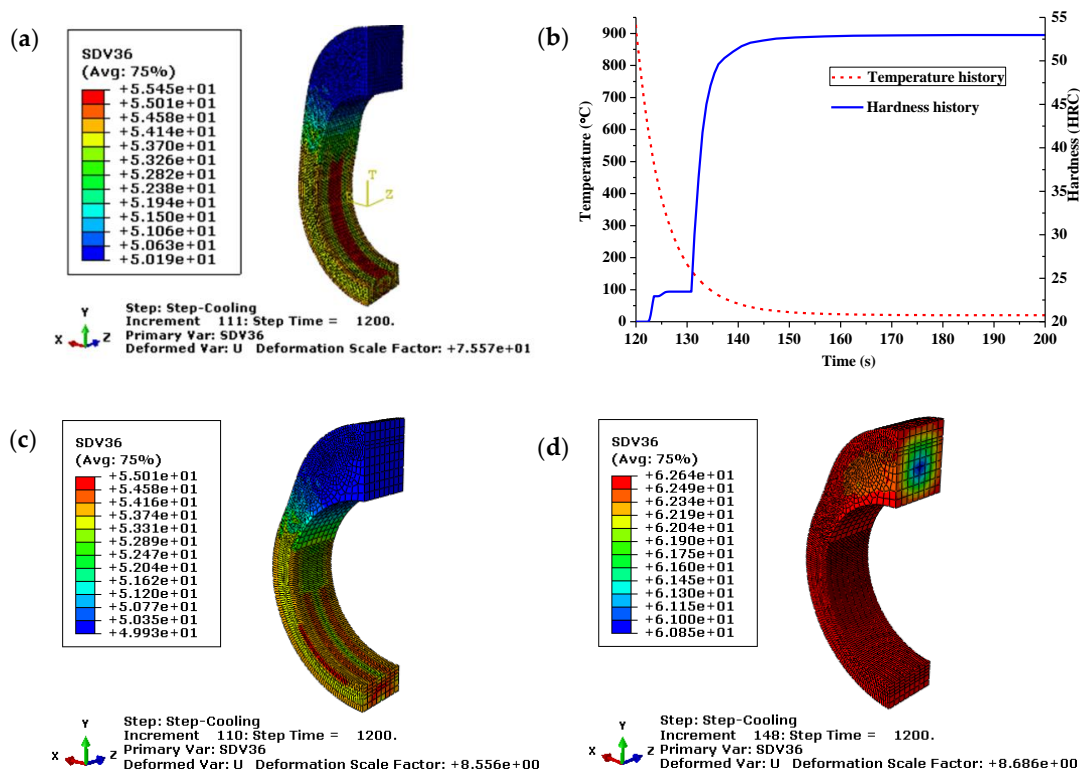 (a)
SDV36
(Avg: 75%)
+5.545e+01
+5.501e+01
+5.458e+01
+5.414e+01
+5.370e+01
+5.326e+01
+5.282e+01
+5.238e+01
+5.194e+01
+5.150e+01
+5.106e+01
+5.063e+01
+5.019e+01
T
Z
Y
X
Z
Step: Step-Cooling
Increment 111: Step Time = 1200.
Primary Var: SDV36
Deformed Var: U Deformation Scale Factor: +7.557e+01
(b)
Temperature (°C)
900
800
700
600
500
400
300
200
100
0
Temperature history
Hardness history
55
50
45
40
35
30
25
20
Hardness (HRC)
120 130 140 150 160 170 180 190 200
Time (s)
(c)
SDV36
(Avg: 75%)
+5.501e+01
+5.458e+01
+5.416e+01
+5.374e+01
+5.331e+01
+5.289e+01
+5.247e+01
+5.204e+01
+5.162e+01
+5.120e+01
+5.077e+01
+5.035e+01
+4.993e+01
Y
X
Z
Step: Step-Cooling
Increment 110: Step Time = 1200.
Primary Var: SDV36
Deformed Var: U Deformation Scale Factor: +8.556e+00
(d)
SDV36
(Avg: 75%)
+6.264e+01
+6.249e+01
+6.234e+01
+6.219e+01
+6.204e+01
+6.190e+01
+6.175e+01
+6.160e+01
+6.145e+01
+6.130e+01
+6.115e+01
+6.100e+01
+6.085e+01
Y
X
Z
Step: Step-Cooling
Increment 148: Step Time = 1200.
Primary Var: SDV36
Deformed Var: U Deformation Scale Factor: +8.686e+00